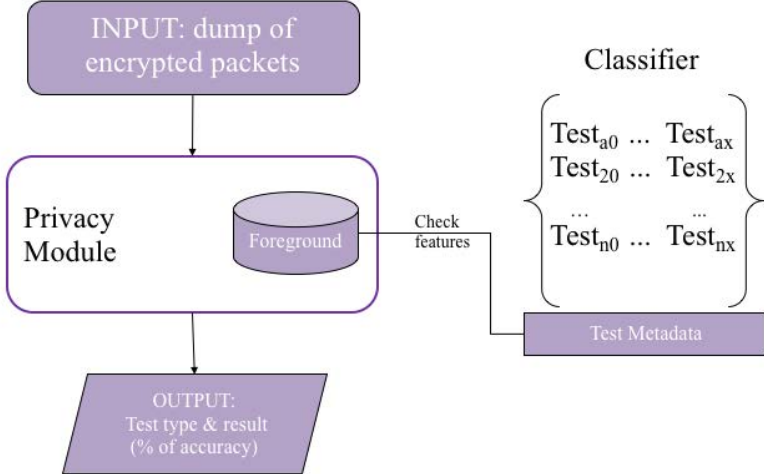 INPUT: dump of
encrypted packets
Classifier
Test_a0 ... Test_ax
Test_20 ... Test_2x
... ...
Test_n0 ... Test_nx
Privacy
Module
Foreground
Check
features
Test Metadata
OUTPUT:
Test type & result
(% of accuracy)